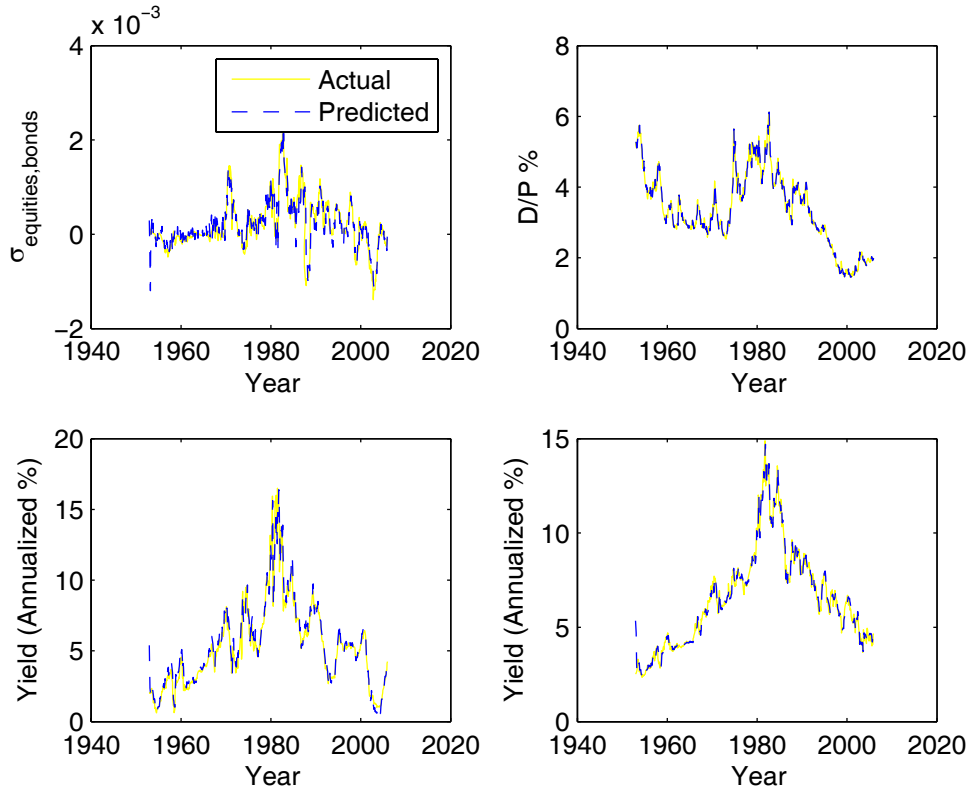 x 10⁻³
4
2
0
−2
1940 1960 1980 2000 2020
Year
σequities,bonds
Actual
Predicted
8
6
4
2
0
1940 1960 1980 2000 2020
Year
D/P %
20
15
10
5
0
1940 1960 1980 2000 2020
Year
Yield (Annualized %)
15
10
5
0
1940 1960 1980 2000 2020
Year
Yield (Annualized %)